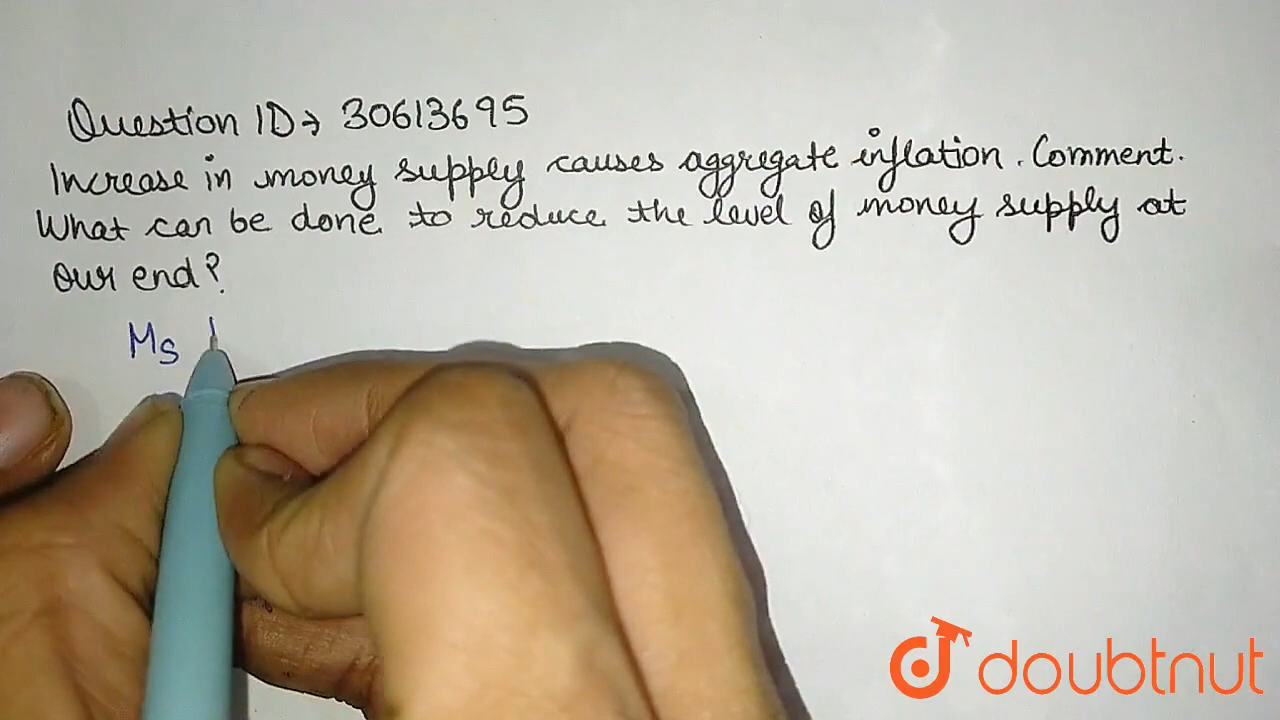 Question ID → 30613695
Increase in money supply causes aggregate inflation. Comment.
What can be done to reduce the level of money supply at
our end?
Ms
doubtnut